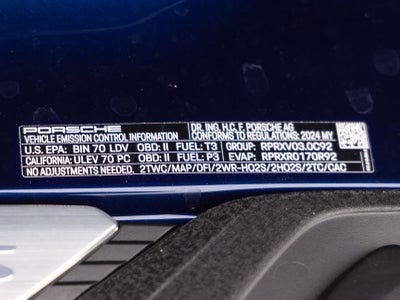 PORSCHE DR. ING. H.C. F. PORSCHE AG
VEHICLE EMISSION CONTROL INFORMATION CONFORMS TO REGULATIONS: 2024 MY
U.S. EPA: BIN 70 LDV OBD: II FUEL: T3 GROUP: RPRXV03.0C92
CALIFORNIA: ULEV 70 PC OBD: II FUEL: P3 EVAP: RPRXR0170R92
NO ADJUSTMENTS NEEDED. 2TWC/MAP/DFI/2WR-HO2S/2HO2S/2TC/CAC